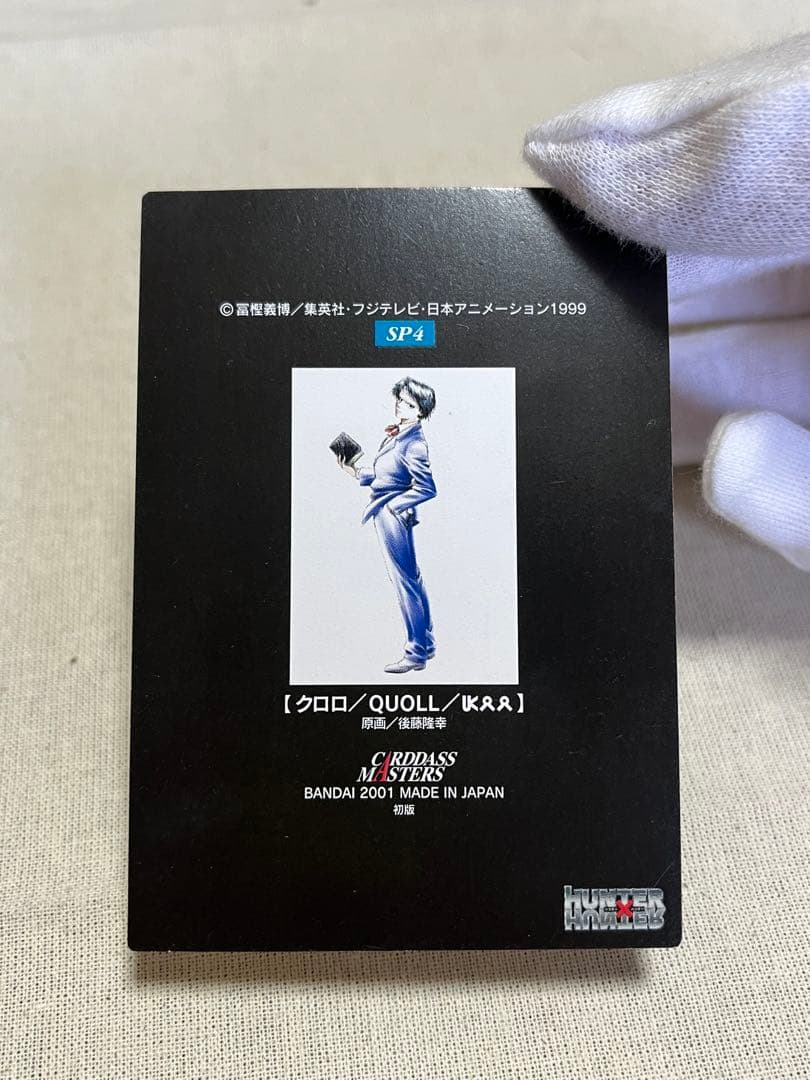 ©冨樫義博／集英社・フジテレビ・日本アニメーション1999
SP4
【クロロ／QUOLL／】
原画／後藤隆幸
CARDDASS
MASTERS
BANDAI 2001 MADE IN JAPAN
初版
HUNTER
HUNTER